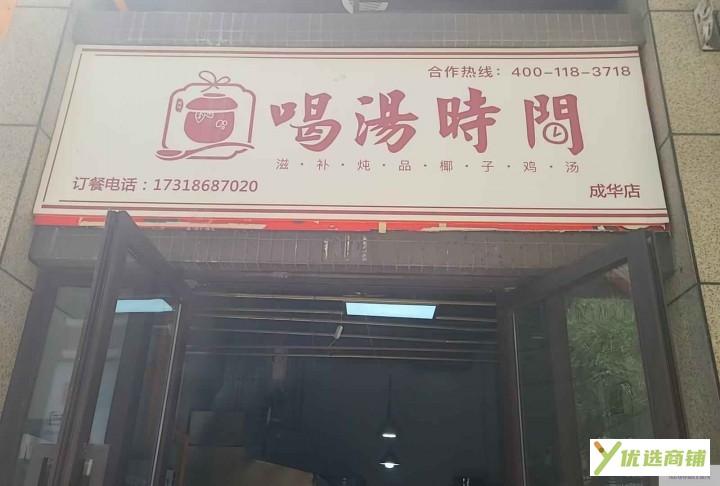 合作热线：400-118-3718
喝湯時間
滋·补·炖·品·椰·子·鸡·汤
订餐电话：17318687020
成华店
优选商铺